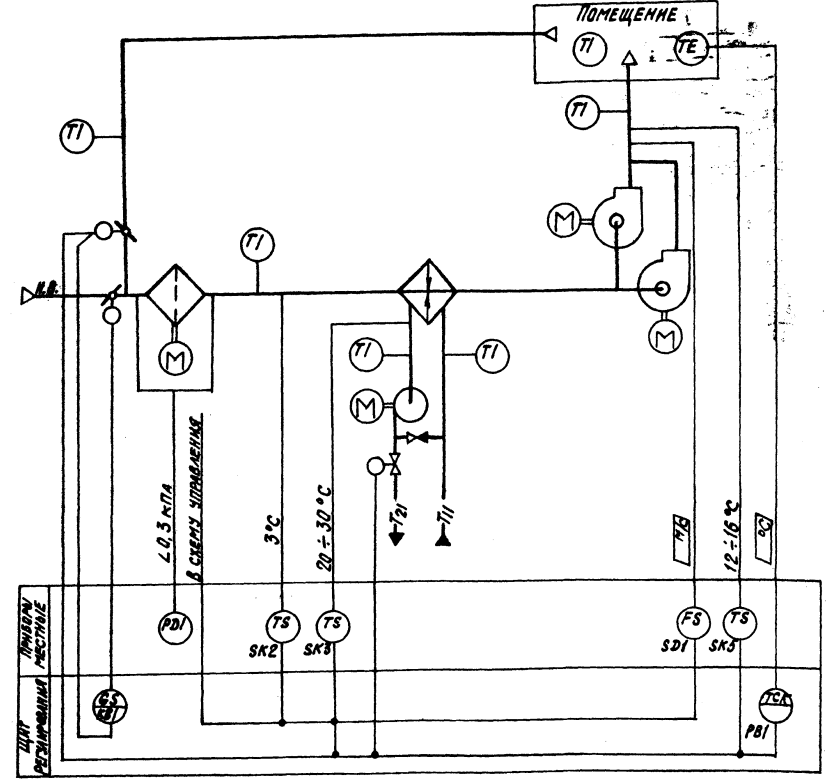 ПОМЕЩЕНИЕ
TI
TE
TI
TI
TI
M
Н.В.
M
M
TI
TI
M
T21
T11
<0,3 кПА
В СХЕМУ УПРАВЛЕНИЯ
3°С
20÷30°С
М/С
12÷16°С
°С
ПРИБОРЫ МЕСТНЫЕ
PDI
TS
SK2
TS
SK3
FS
SD1
TS
SK5
ЩИТ
GS
TCK
PB1